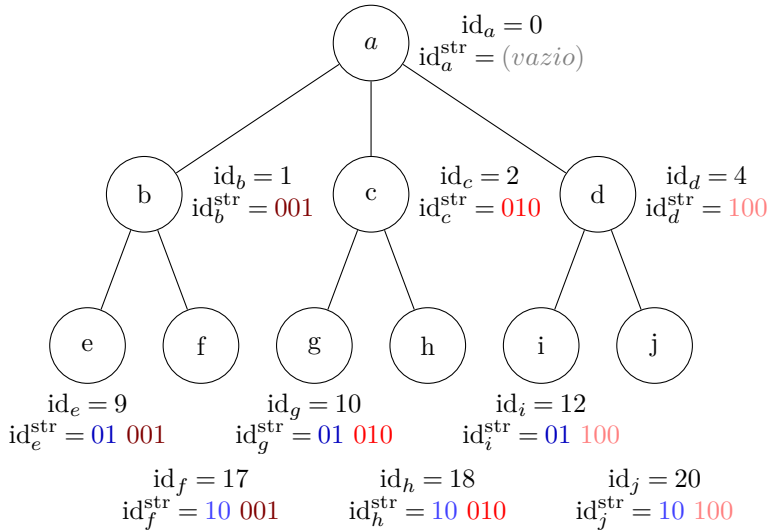 a
id_a = 0
id_a^str = (vazio)
b
id_b = 1
id_b^str = 001
c
id_c = 2
id_c^str = 010
d
id_d = 4
id_d^str = 100
e
f
g
h
i
j
id_e = 9
id_e^str = 01 001
id_g = 10
id_g^str = 01 010
id_i = 12
id_i^str = 01 100
id_f = 17
id_f^str = 10 001
id_h = 18
id_h^str = 10 010
id_j = 20
id_j^str = 10 100